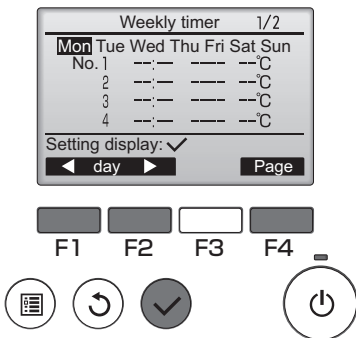 Weekly timer 1/2
Mon Tue Wed Thu Fri Sat Sun
No. 1 --:-- ---- --℃
2 --:-- ---- --℃
3 --:-- ---- --℃
4 --:-- ---- --℃
Setting display: ✓
◀ day ▶ Page
F1 F2 F3 F4